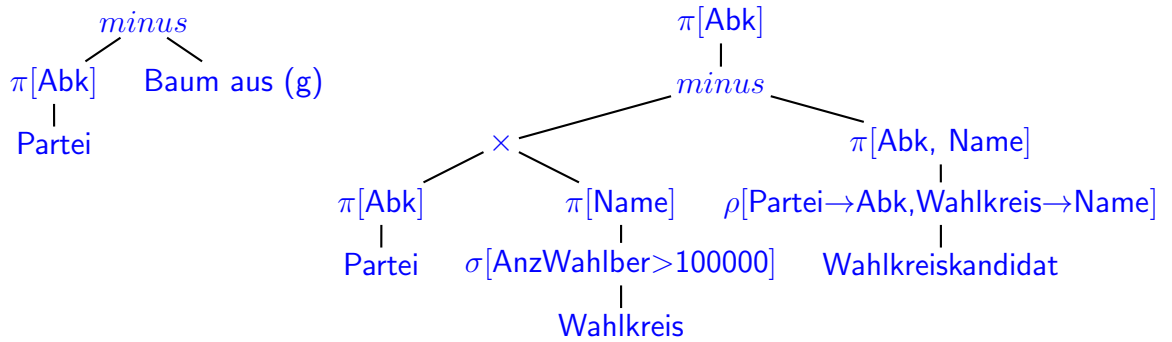 minus
π[Abk] Baum aus (g)
Partei
π[Abk]
minus
× π[Abk, Name]
π[Abk] π[Name] ρ[Partei→Abk,Wahlkreis→Name]
Partei σ[AnzWahlber>100000] Wahlkreiskandidat
Wahlkreis